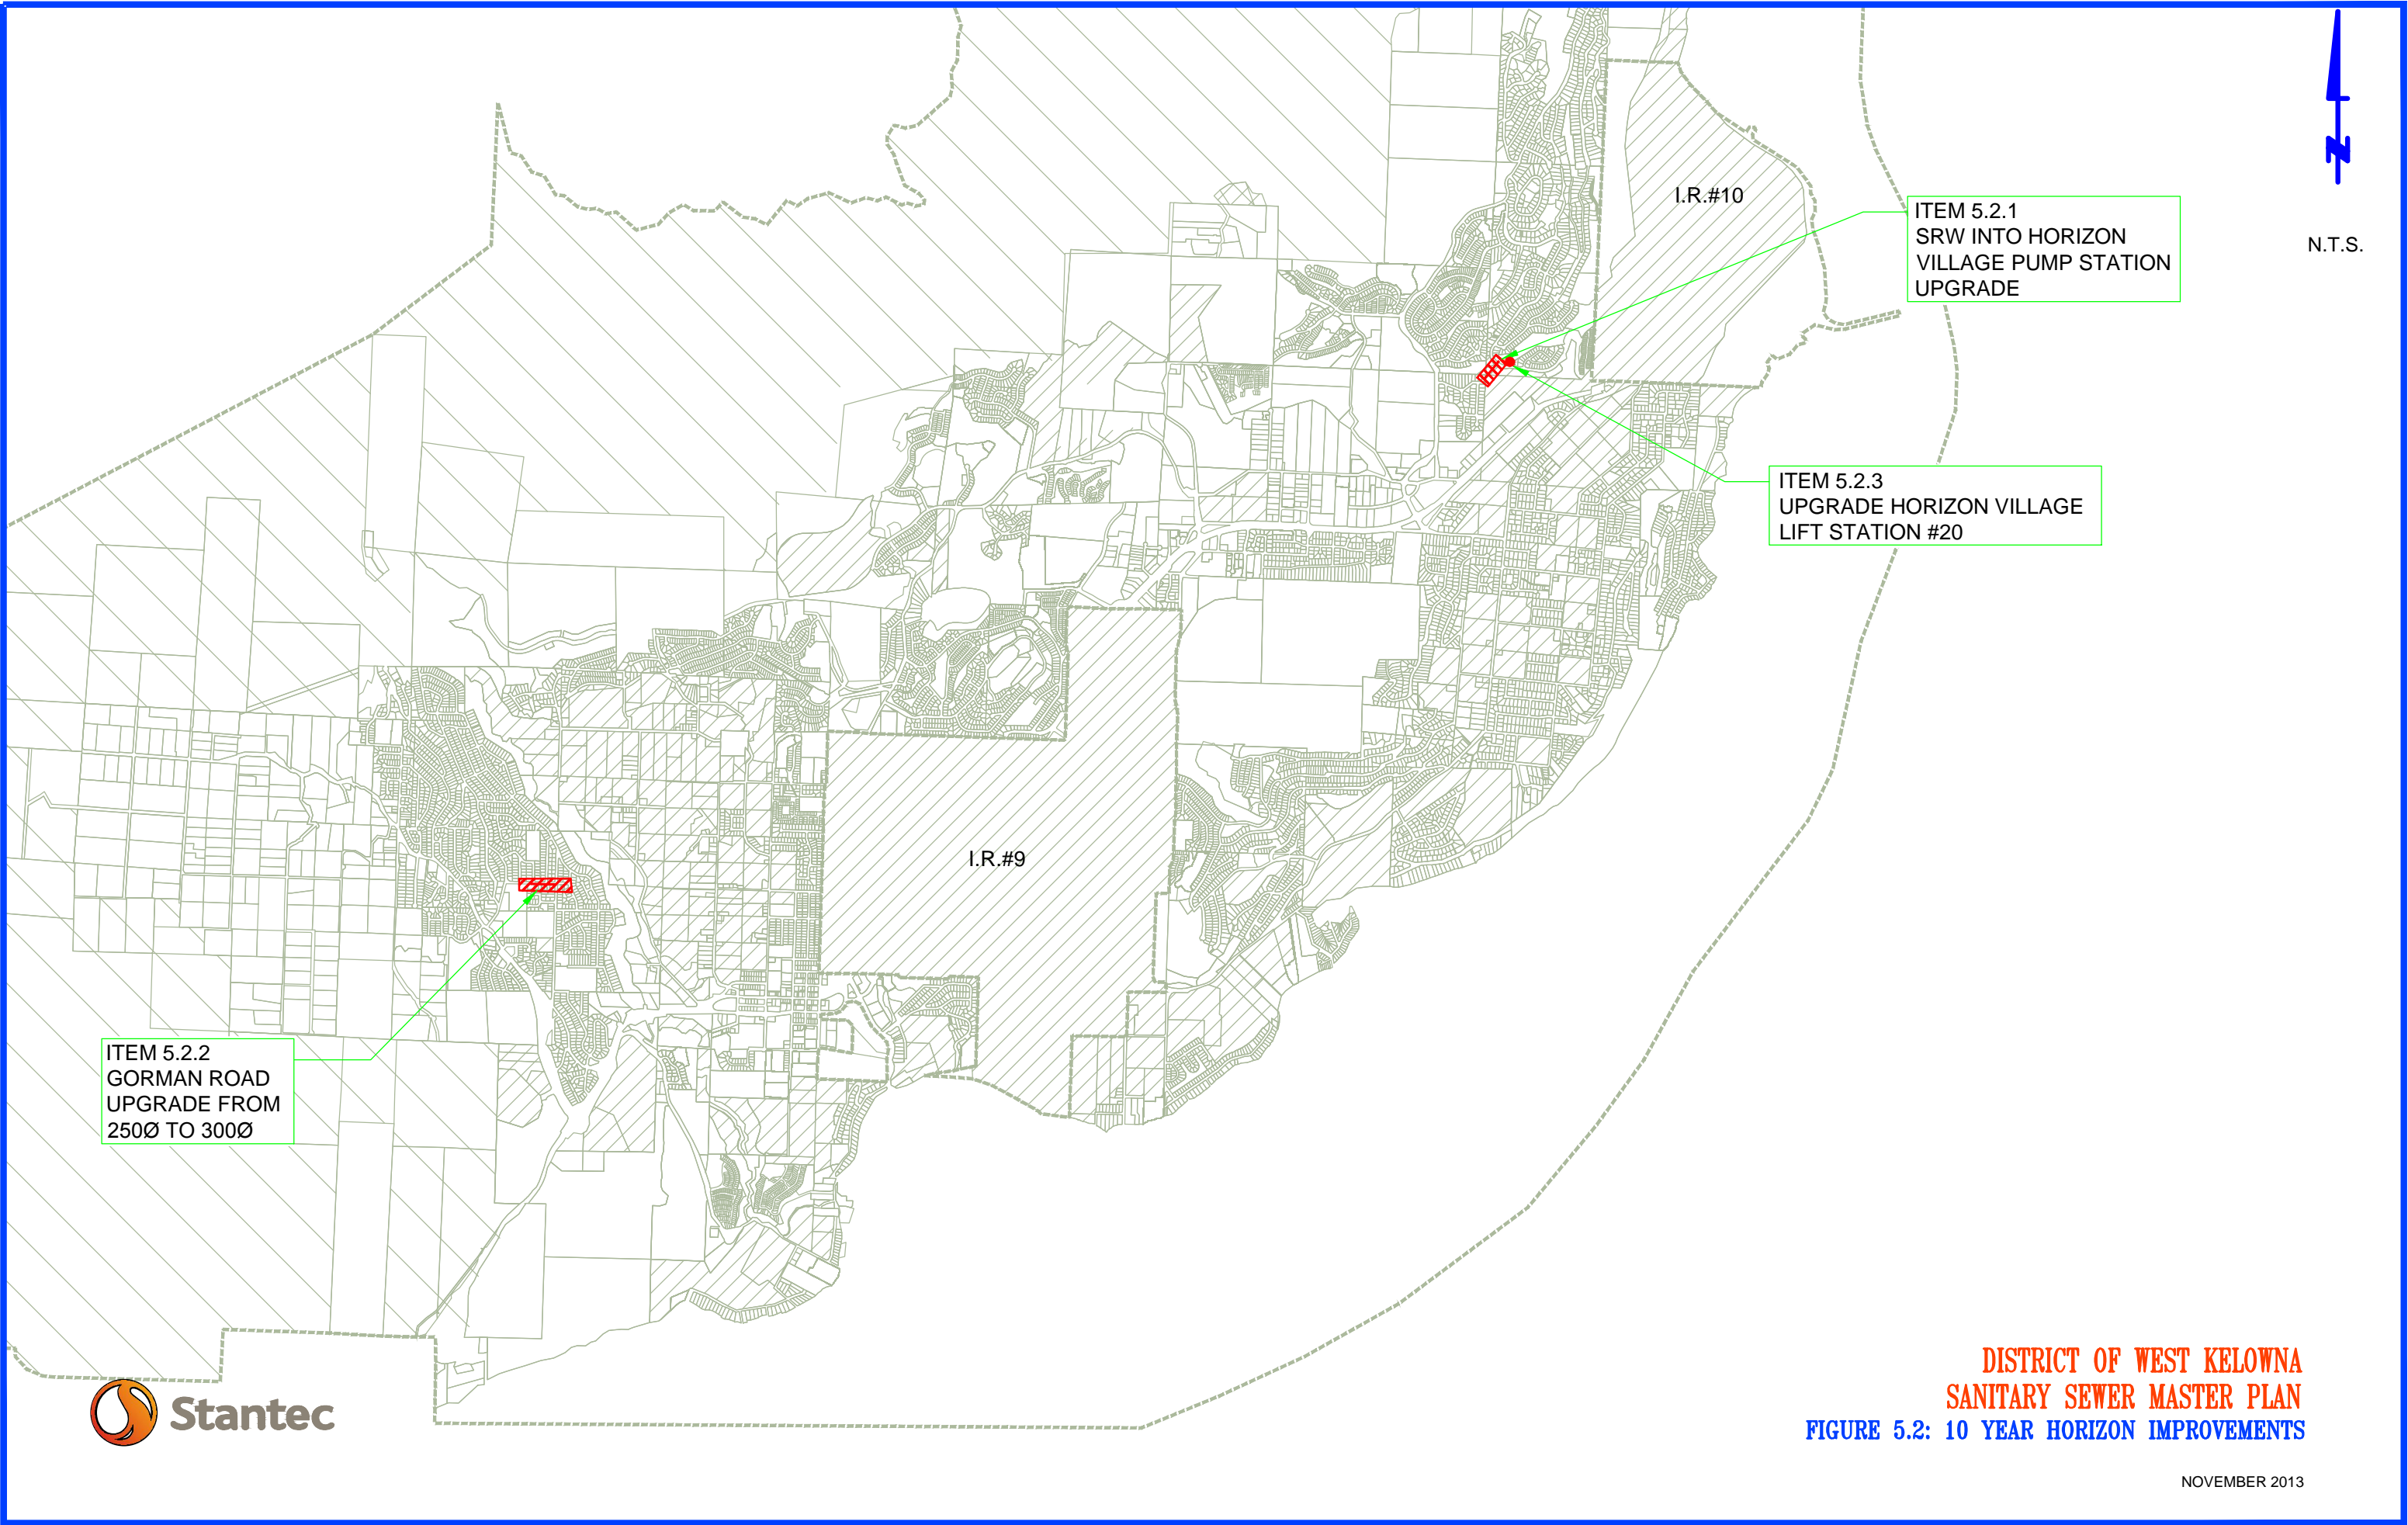 I.R.#10
ITEM 5.2.1
SRW INTO HORIZON
VILLAGE PUMP STATION
UPGRADE
N
N.T.S.
ITEM 5.2.3
UPGRADE HORIZON VILLAGE
LIFT STATION #20
I.R.#9
ITEM 5.2.2
GORMAN ROAD
UPGRADE FROM
250Ø TO 300Ø
Stantec
DISTRICT OF WEST KELOWNA
SANITARY SEWER MASTER PLAN
FIGURE 5.2: 10 YEAR HORIZON IMPROVEMENTS
NOVEMBER 2013